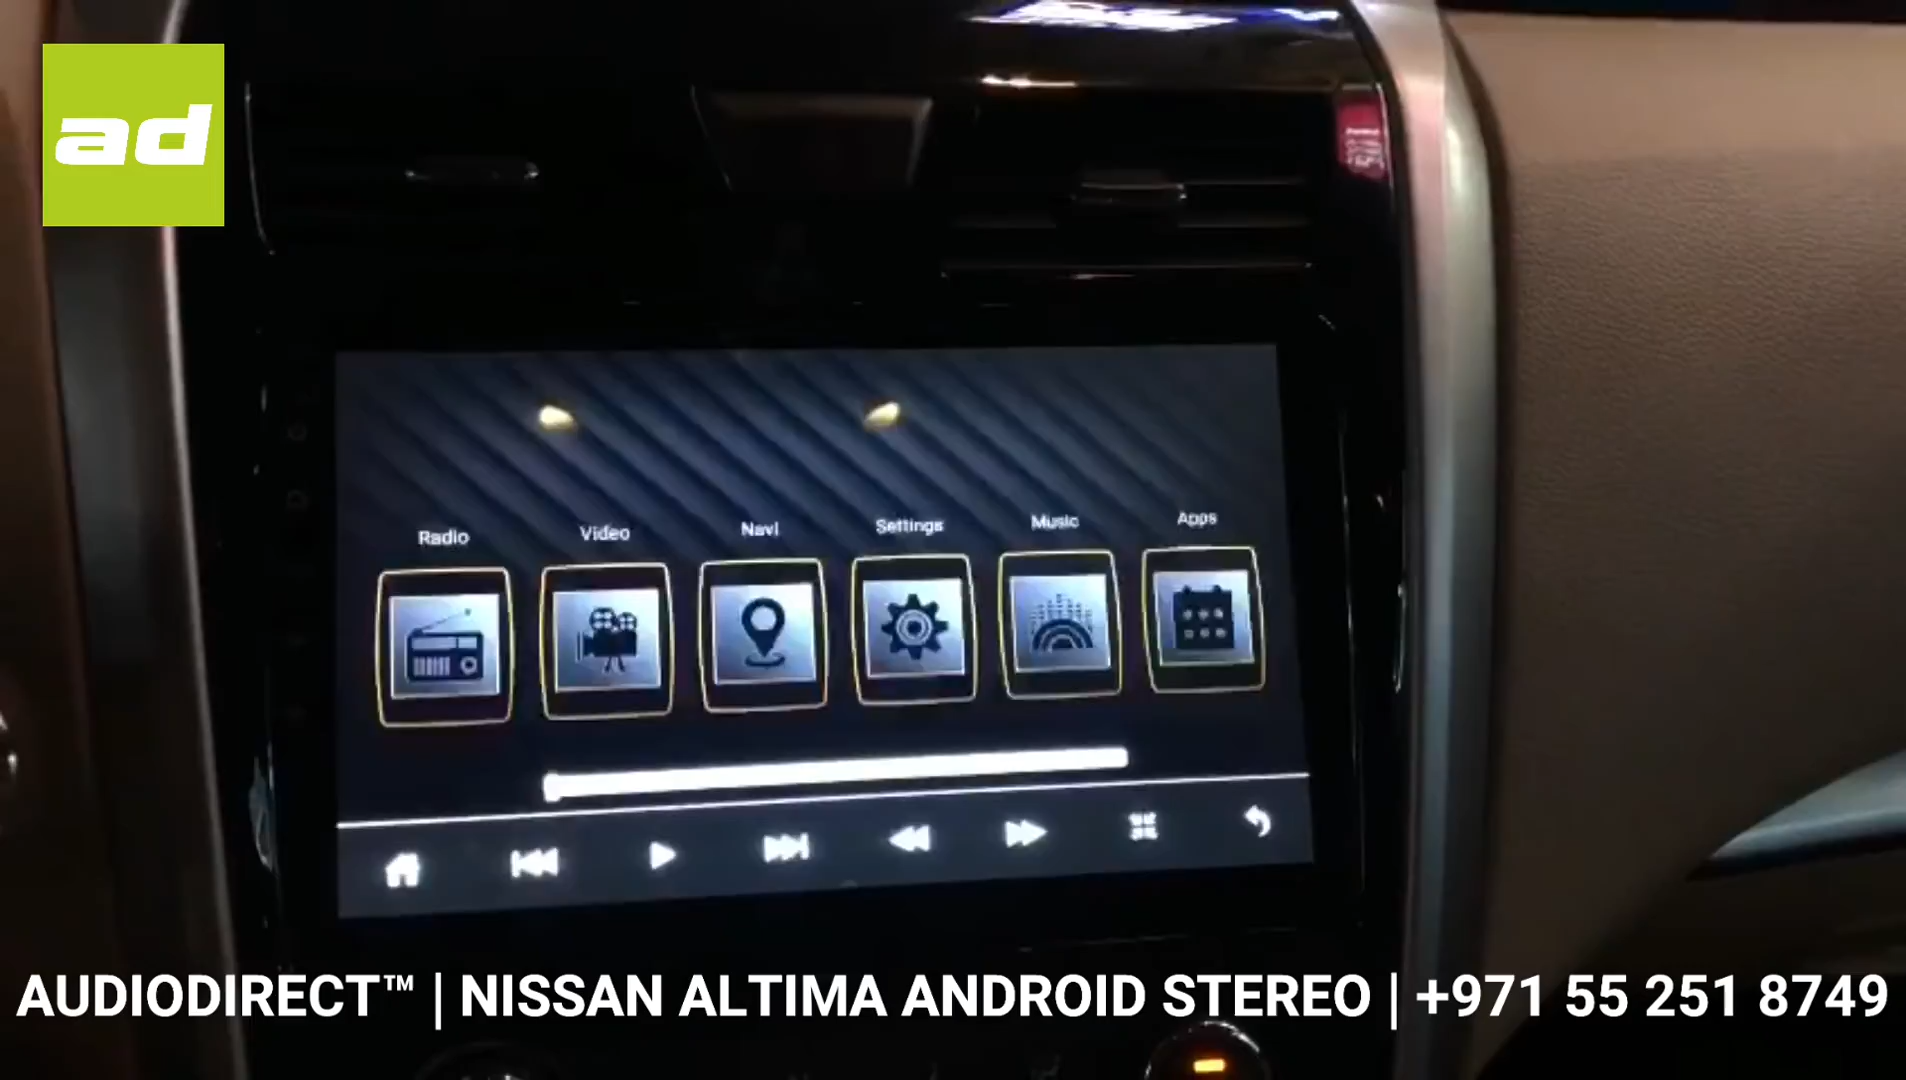 ad
Radio Video Navi Settings Music Apps
AUDIODIRECT™ | NISSAN ALTIMA ANDROID STEREO | +971 55 251 8749